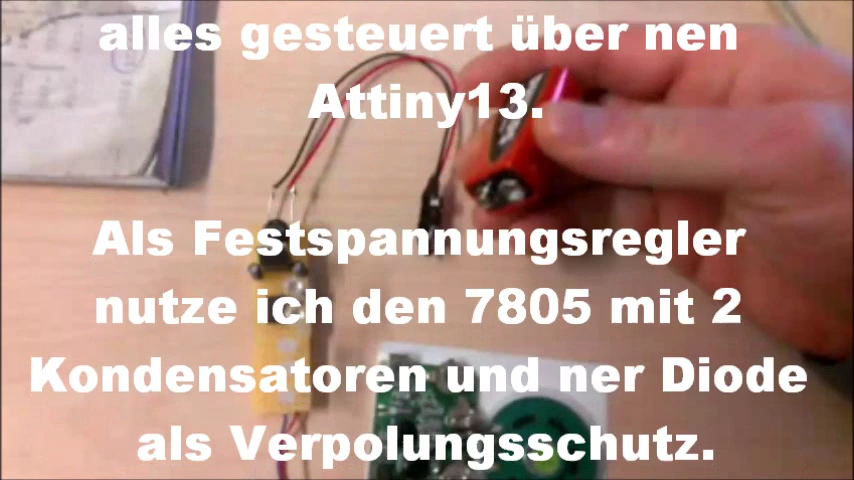 alles gesteuert über nen
Attiny13.
Als Festspannungsregler
nutze ich den 7805 mit 2
Kondensatoren und ner Diode
als Verpolungsschutz.